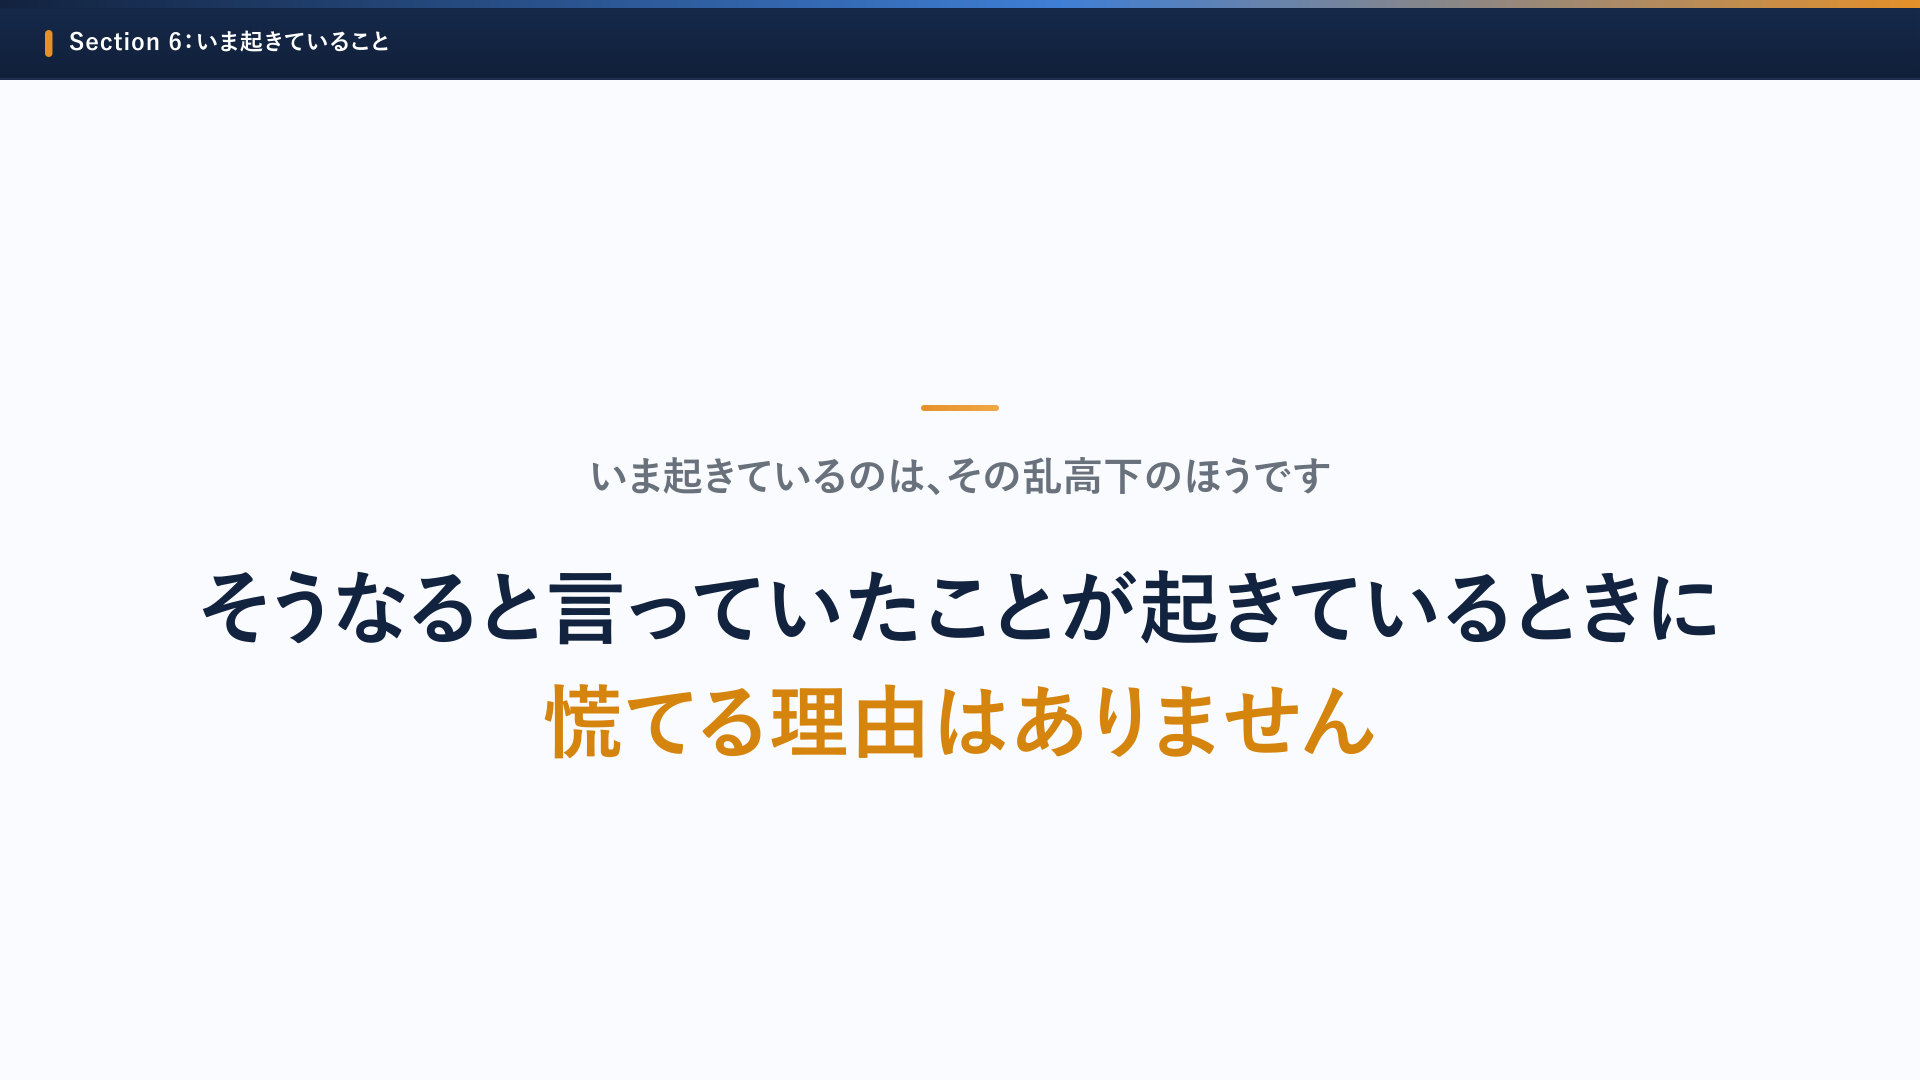 Section 6：いま起きていること
いま起きているのは、その乱高下のほうです
そうなると言っていたことが起きているときに
慌てる理由はありません